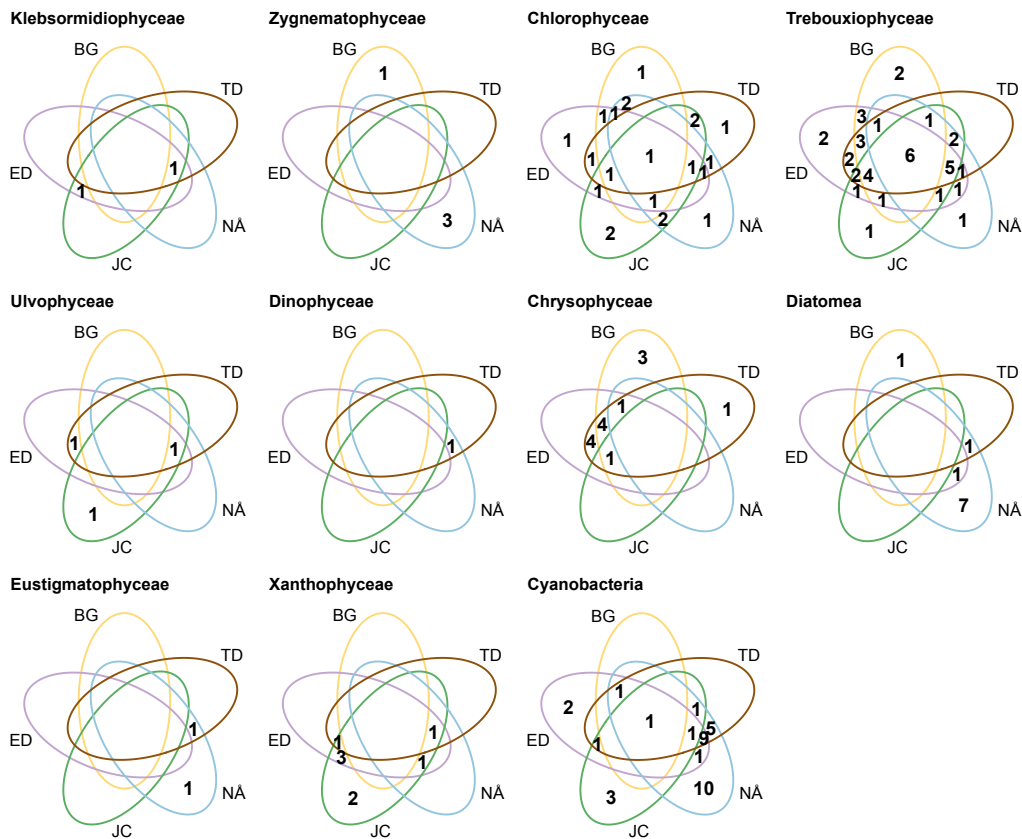 Klebsormidiophyceae
BG
TD
1
1
ED
NÅ
JC
Zygnematophyceae
BG
1
TD
ED
3
NÅ
JC
Chlorophyceae
BG
1
TD
2
1 1
2
1
1
1
1
1 1
1
1
1
1
ED
2
2
1
NÅ
JC
Trebouxiophyceae
BG
2
TD
3
1
1
2
3
2
6
2
5 1
2 4
ED
1
1
1
1
1
1
NÅ
JC
Ulvophyceae
BG
TD
1
1
ED
1
NÅ
JC
Dinophyceae
BG
TD
1
ED
NÅ
JC
Chrysophyceae
BG
3
TD
1
1
4
4
1
ED
NÅ
JC
Diatomea
BG
1
TD
1
ED
1
7
NÅ
JC
Eustigmatophyceae
BG
TD
1
ED
1
NÅ
JC
Xanthophyceae
BG
TD
1
1
ED
3
1
2
NÅ
JC
Cyanobacteria
BG
TD
1
2
1
1
5
1 9
1
ED
1
3
10
NÅ
JC